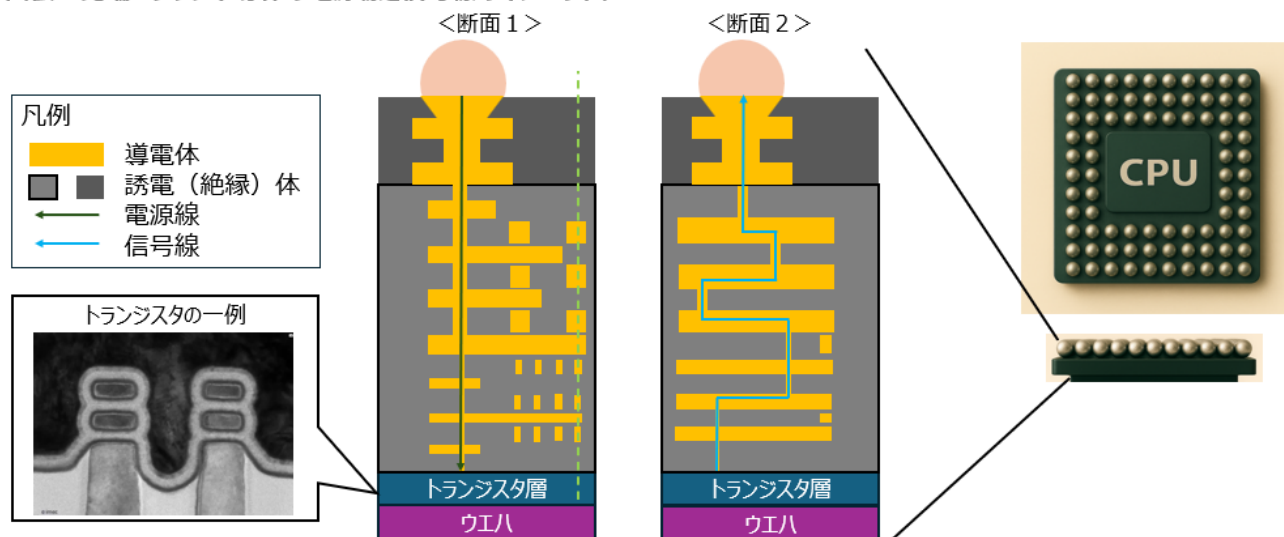 <断面1>
<断面2>
凡例
導電体
誘電（絶縁）体
電源線
信号線
トランジスタの一例
トランジスタ層
ウエハ
トランジスタ層
ウエハ
CPU